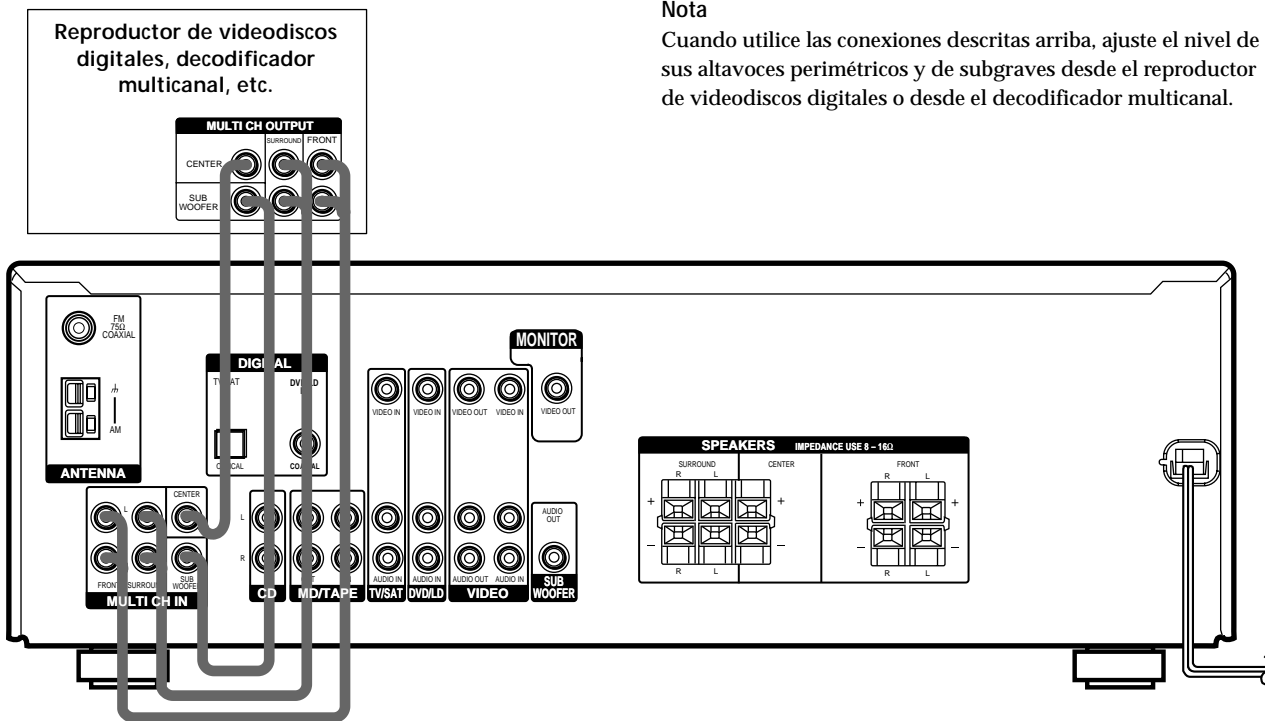 Reproductor de videodiscos
digitales, decodificador
multicanal, etc.
MULTI CH OUTPUT
SURROUND FRONT
CENTER
SUB
WOOFER
Nota
Cuando utilice las conexiones descritas arriba, ajuste el nivel de
sus altavoces perimétricos y de subgraves desde el reproductor
de videodiscos digitales o desde el decodificador multicanal.
FM
75Ω
COAXIAL
AM
ANTENNA
DIGITAL
COAXIAL
MONITOR
VIDEO OUT
VIDEO IN
VIDEO IN
VIDEO OUT
VIDEO IN
CENTER
L
FRONT
SURROUND
SUB
WOOFER
MULTI CH IN
L
R
CD
MD/TAPE
AUDIO IN
TV/SAT
AUDIO IN
DVD/LD
AUDIO OUT
AUDIO IN
VIDEO
AUDIO
OUT
SUB
WOOFER
SPEAKERS IMPEDANCE USE 8 – 16Ω
SURROUND
CENTER
FRONT
R L
R L
+ +
+ +
– –
– –
R L
R L